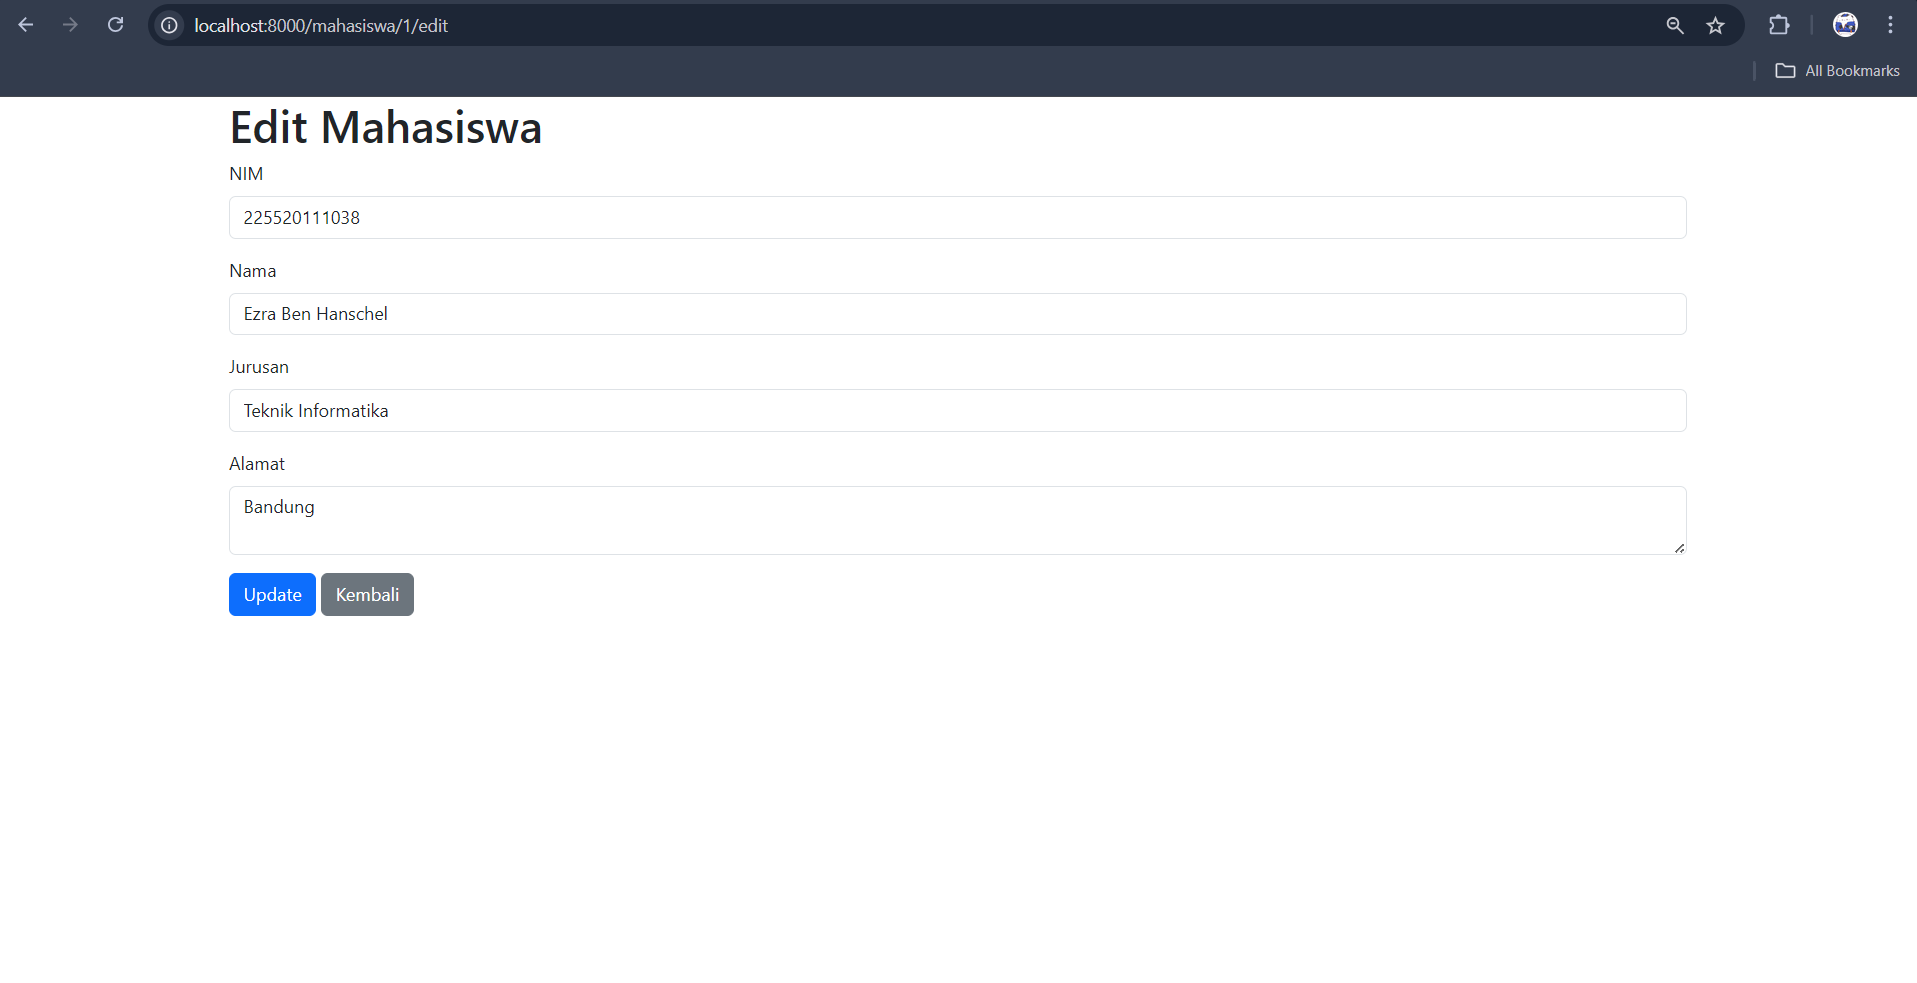 localhost:8000/mahasiswa/1/edit
All Bookmarks
Edit Mahasiswa
NIM
225520111038
Nama
Ezra Ben Hanschel
Jurusan
Teknik Informatika
Alamat
Bandung
Update Kembali